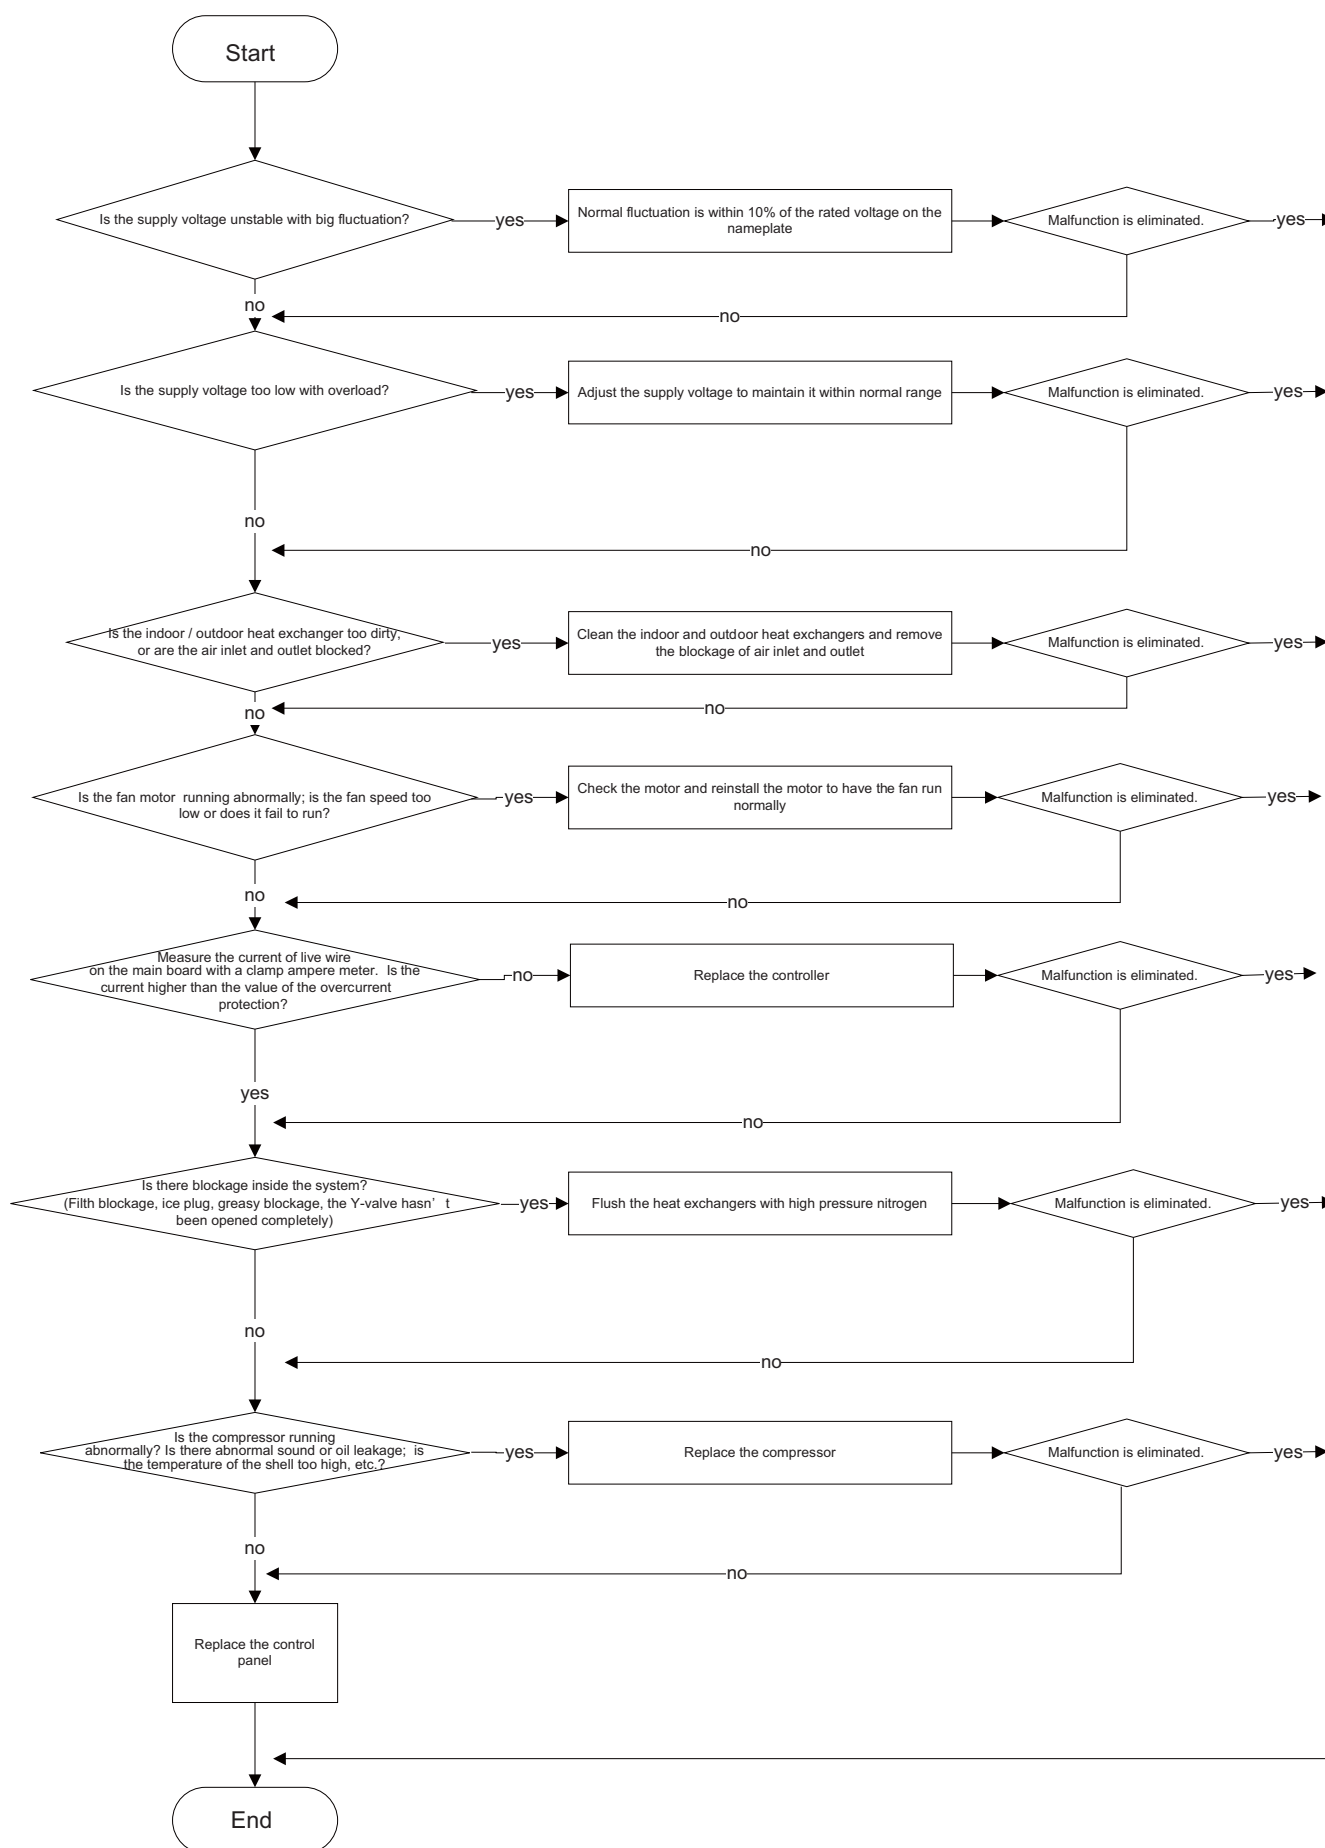 Start
Is the supply voltage unstable with big fluctuation?
yes
Normal fluctuation is within 10% of the rated voltage on the
nameplate
Malfunction is eliminated.
yes
no
no
Is the supply voltage too low with overload?
yes
Adjust the supply voltage to maintain it within normal range
Malfunction is eliminated.
yes
no
no
Is the indoor / outdoor heat exchanger too dirty,
or are the air inlet and outlet blocked?
yes
Clean the indoor and outdoor heat exchangers and remove
the blockage of air inlet and outlet
Malfunction is eliminated.
yes
no
no
Is the fan motor running abnormally; is the fan speed too
low or does it fail to run?
yes
Check the motor and reinstall the motor to have the fan run
normally
Malfunction is eliminated.
yes
no
no
Measure the current of live wire
on the main board with a clamp ampere meter. Is the
current higher than the value of the overcurrent
protection?
no
Replace the controller
Malfunction is eliminated.
yes
yes
no
Is there blockage inside the system?
(Filth blockage, ice plug, greasy blockage, the Y-valve hasn' t
been opened completely)
yes
Flush the heat exchangers with high pressure nitrogen
Malfunction is eliminated.
yes
no
no
Is the compressor running
abnormally? Is there abnormal sound or oil leakage; is
the temperature of the shell too high, etc.?
yes
Replace the compressor
Malfunction is eliminated.
yes
no
no
Replace the control
panel
End